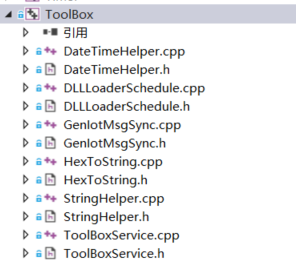 ToolBox
引用
DateTimeHelper.cpp
DateTimeHelper.h
DLLLoaderSchedule.cpp
DLLLoaderSchedule.h
GenIotMsgSync.cpp
GenIotMsgSync.h
HexToString.cpp
HexToString.h
StringHelper.cpp
StringHelper.h
ToolBoxService.cpp
ToolBoxService.h